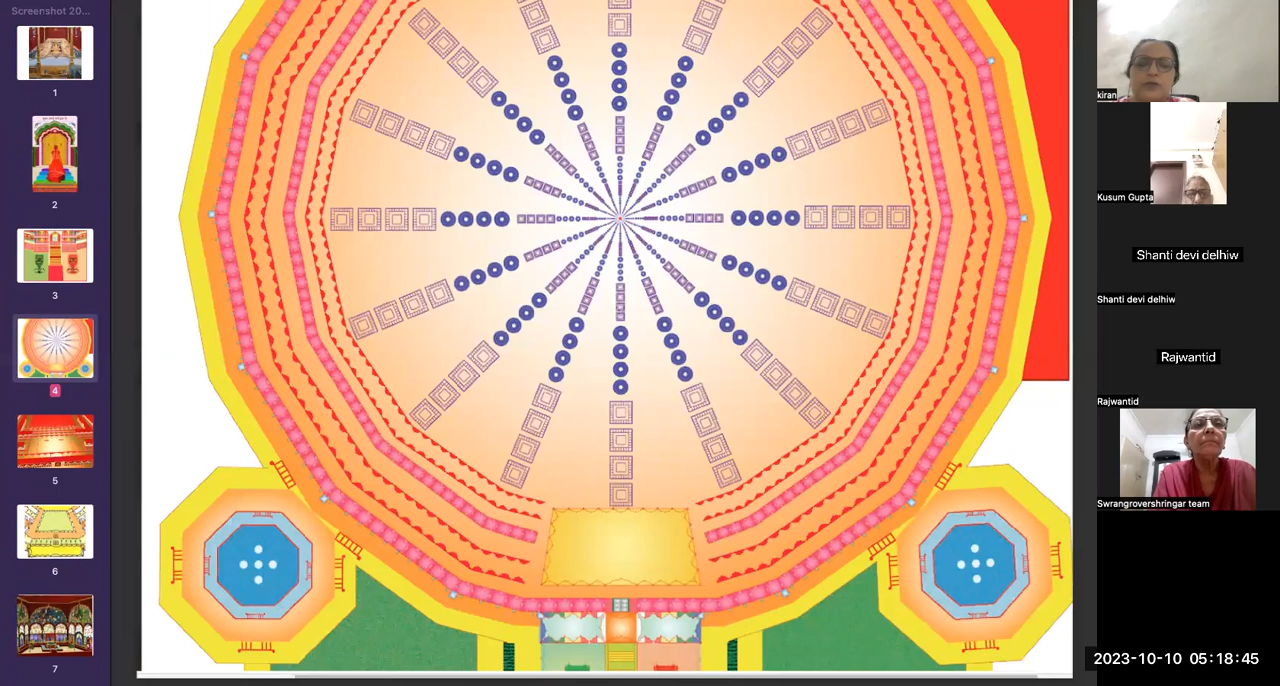 Screenshot 20...
1
2
3
4
5
6
7
kiran
Kusum Gupta
Shanti devi delhiw
Shanti devi delhiw
Rajwantid
Rajwantid
Swrangrovershringar team
2023-10-10 05:18:45